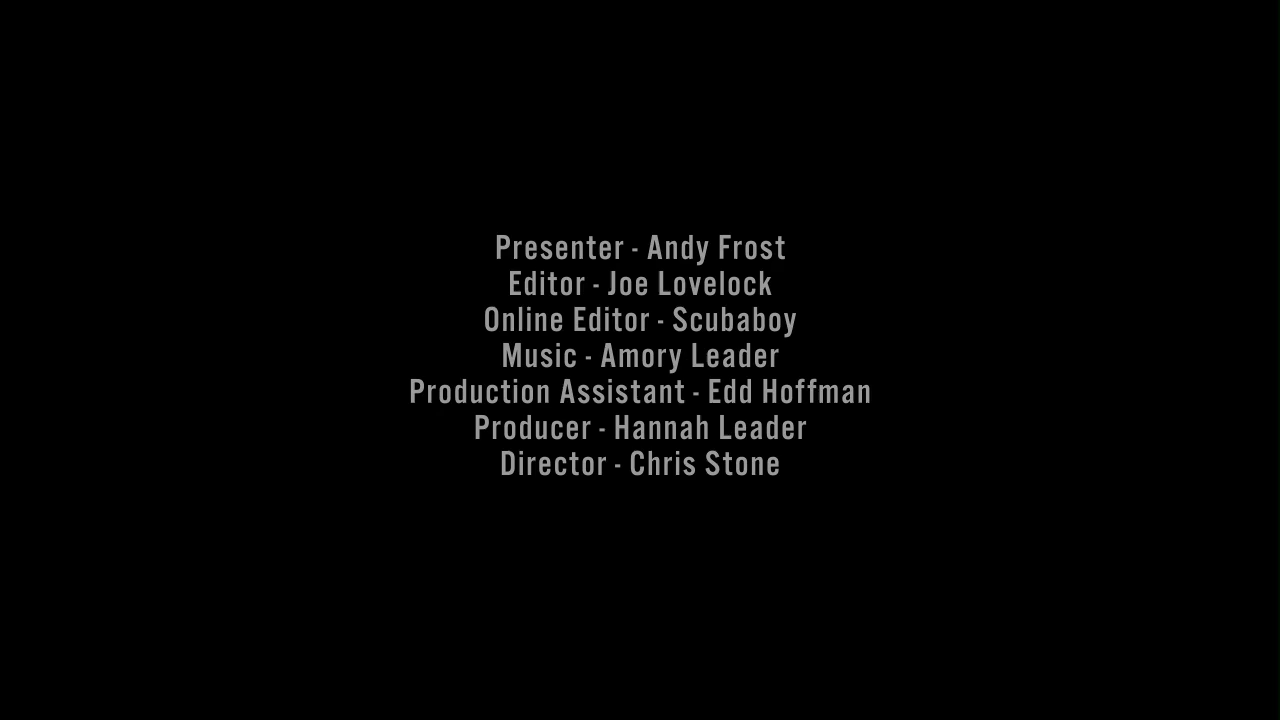 Presenter - Andy Frost
Editor - Joe Lovelock
Online Editor - Scubaboy
Music - Amory Leader
Production Assistant - Edd Hoffman
Producer - Hannah Leader
Director - Chris Stone